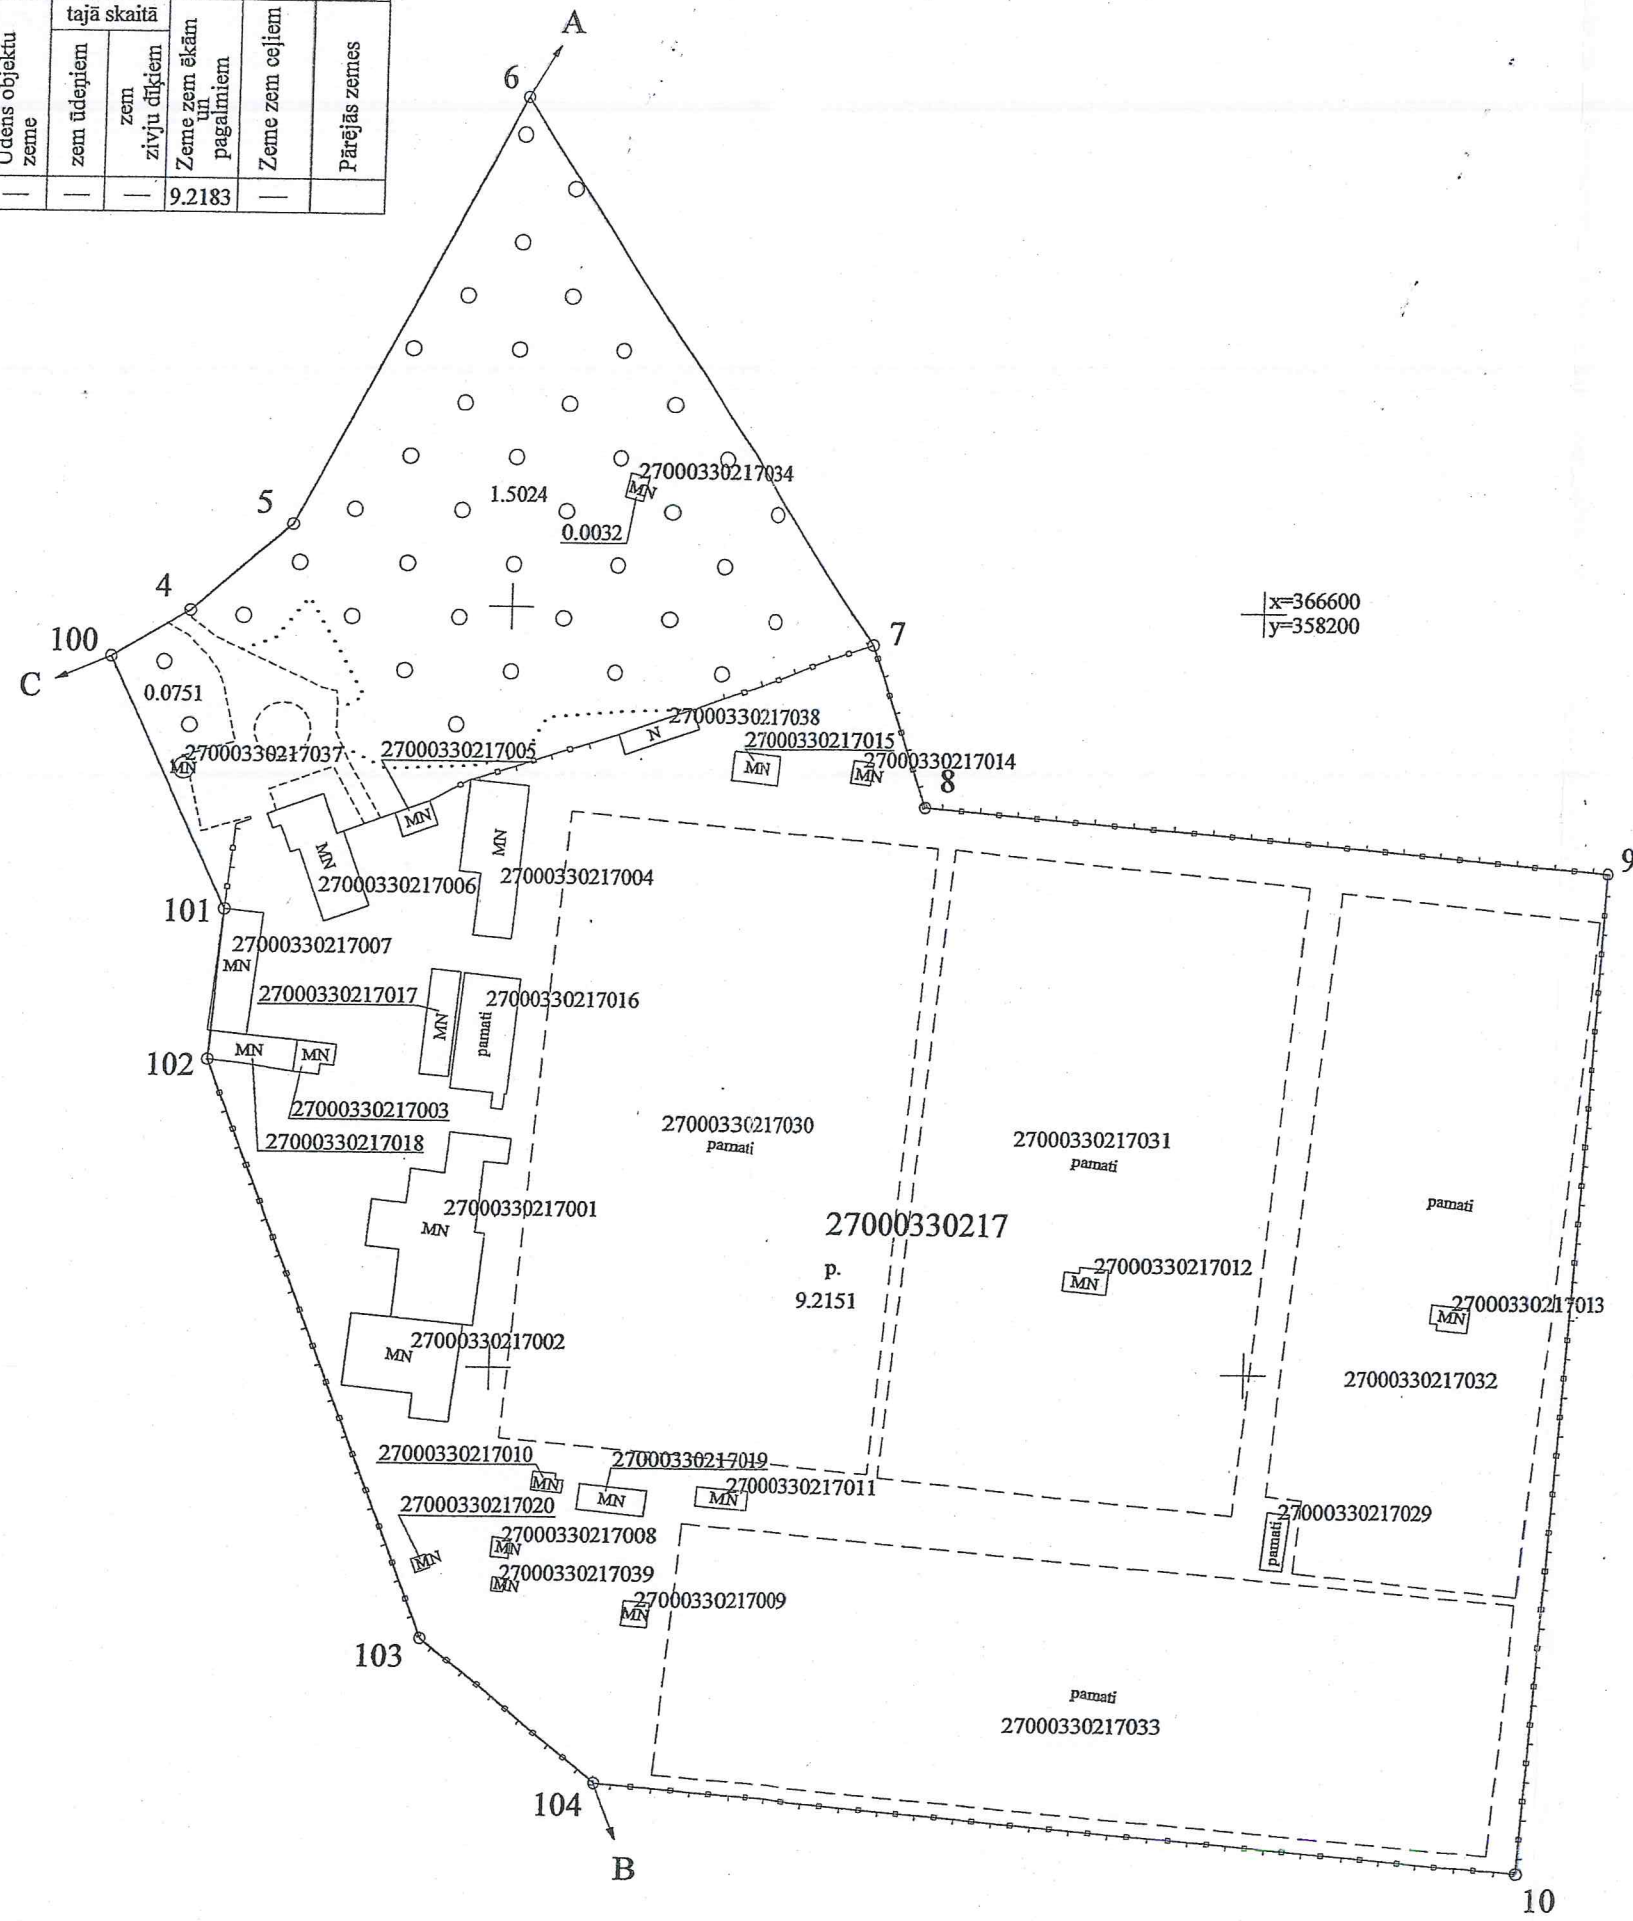 Ūdens objektu
zeme
tajā skaitā
zem ūdeņiem
zem
zivju dīķiem
Zeme zem ēkām
un
pagalmiem
Zeme zem ceļiem
Pārējās zemes
— — — 9.2183 —
A
6
27000330217034
MN
1.5024
0.0032
5
4
100
C
0.0751
x=366600
y=358200
7
27000330217038
N
27000330217015
MN
27000330217014
MN
8
9
27000330217037
MN
27000330217005
MN
MN
27000330217004
MN
27000330217006
101
27000330217007
MN
27000330217017
MN
27000330217016
pamati
102
MN
MN
27000330217003
27000330217018
27000330217030
pamati
27000330217031
pamati
pamati
27000330217001
MN
27000330217
p.
9.2151
27000330217012
MN
27000330217013
MN
27000330217002
MN
27000330217032
27000330217010
MN
27000330217019
MN
27000330217011
MN
27000330217020
MN
27000330217008
MN
27000330217039
MN
27000330217009
MN
27000330217029
pamati
103
pamati
27000330217033
104
B
10